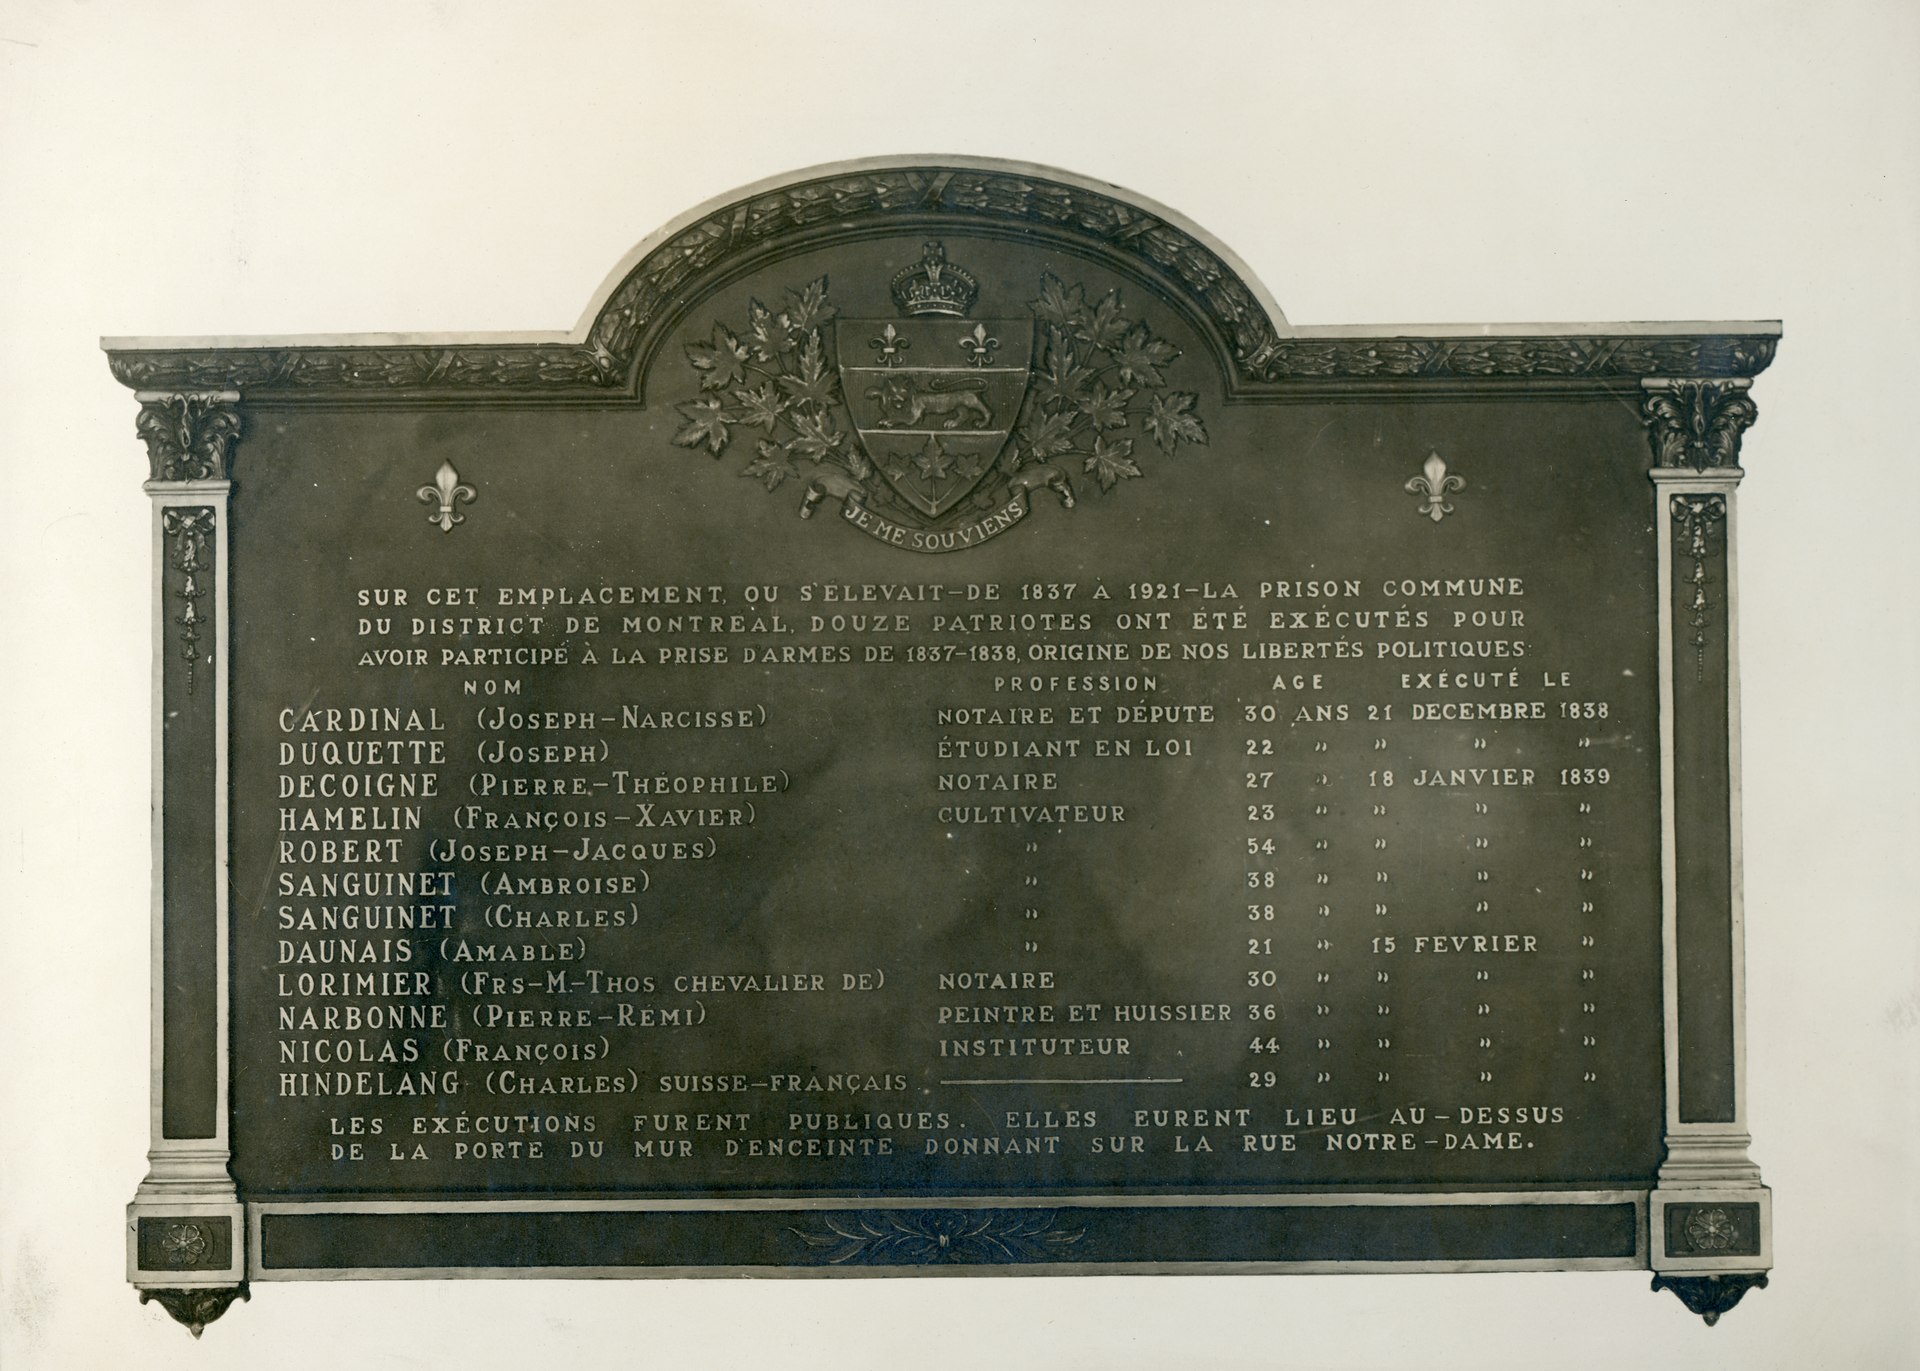 JE ME SOUVIENS
SUR CET EMPLACEMENT, OU S'ÉLEVAIT-DE 1837 À 1921-LA PRISON COMMUNE
DU DISTRICT DE MONTRÉAL, DOUZE PATRIOTES ONT ÉTÉ EXÉCUTÉS POUR
AVOIR PARTICIPÉ À LA PRISE D'ARMES DE 1837-1838, ORIGINE DE NOS LIBERTÉS POLITIQUES:
NOM PROFESSION AGE EXÉCUTÉ LE
CARDINAL (JOSEPH-NARCISSE) NOTAIRE ET DÉPUTE 30 ANS 21 DECEMBRE 1838
DUQUETTE (JOSEPH) ÉTUDIANT EN LOI 22 " " " "
DECOIGNE (PIERRE-THÉOPHILE) NOTAIRE 27 " 18 JANVIER 1839
HAMELIN (FRANÇOIS-XAVIER) CULTIVATEUR 23 " " " "
ROBERT (JOSEPH-JACQUES) " 54 " " " "
SANGUINET (AMBROISE) " 38 " " " "
SANGUINET (CHARLES) " 38 " " " "
DAUNAIS (AMABLE) " 21 " 15 FEVRIER "
LORIMIER (FRS-M.-THOS CHEVALIER DE) NOTAIRE 30 " " " "
NARBONNE (PIERRE-RÉMI) PEINTRE ET HUISSIER 36 " " " "
NICOLAS (FRANÇOIS) INSTITUTEUR 44 " " " "
HINDELANG (CHARLES) SUISSE-FRANÇAIS — 29 " " " "
LES EXÉCUTIONS FURENT PUBLIQUES. ELLES EURENT LIEU AU-DESSUS
DE LA PORTE DU MUR D'ENCEINTE DONNANT SUR LA RUE NOTRE-DAME.